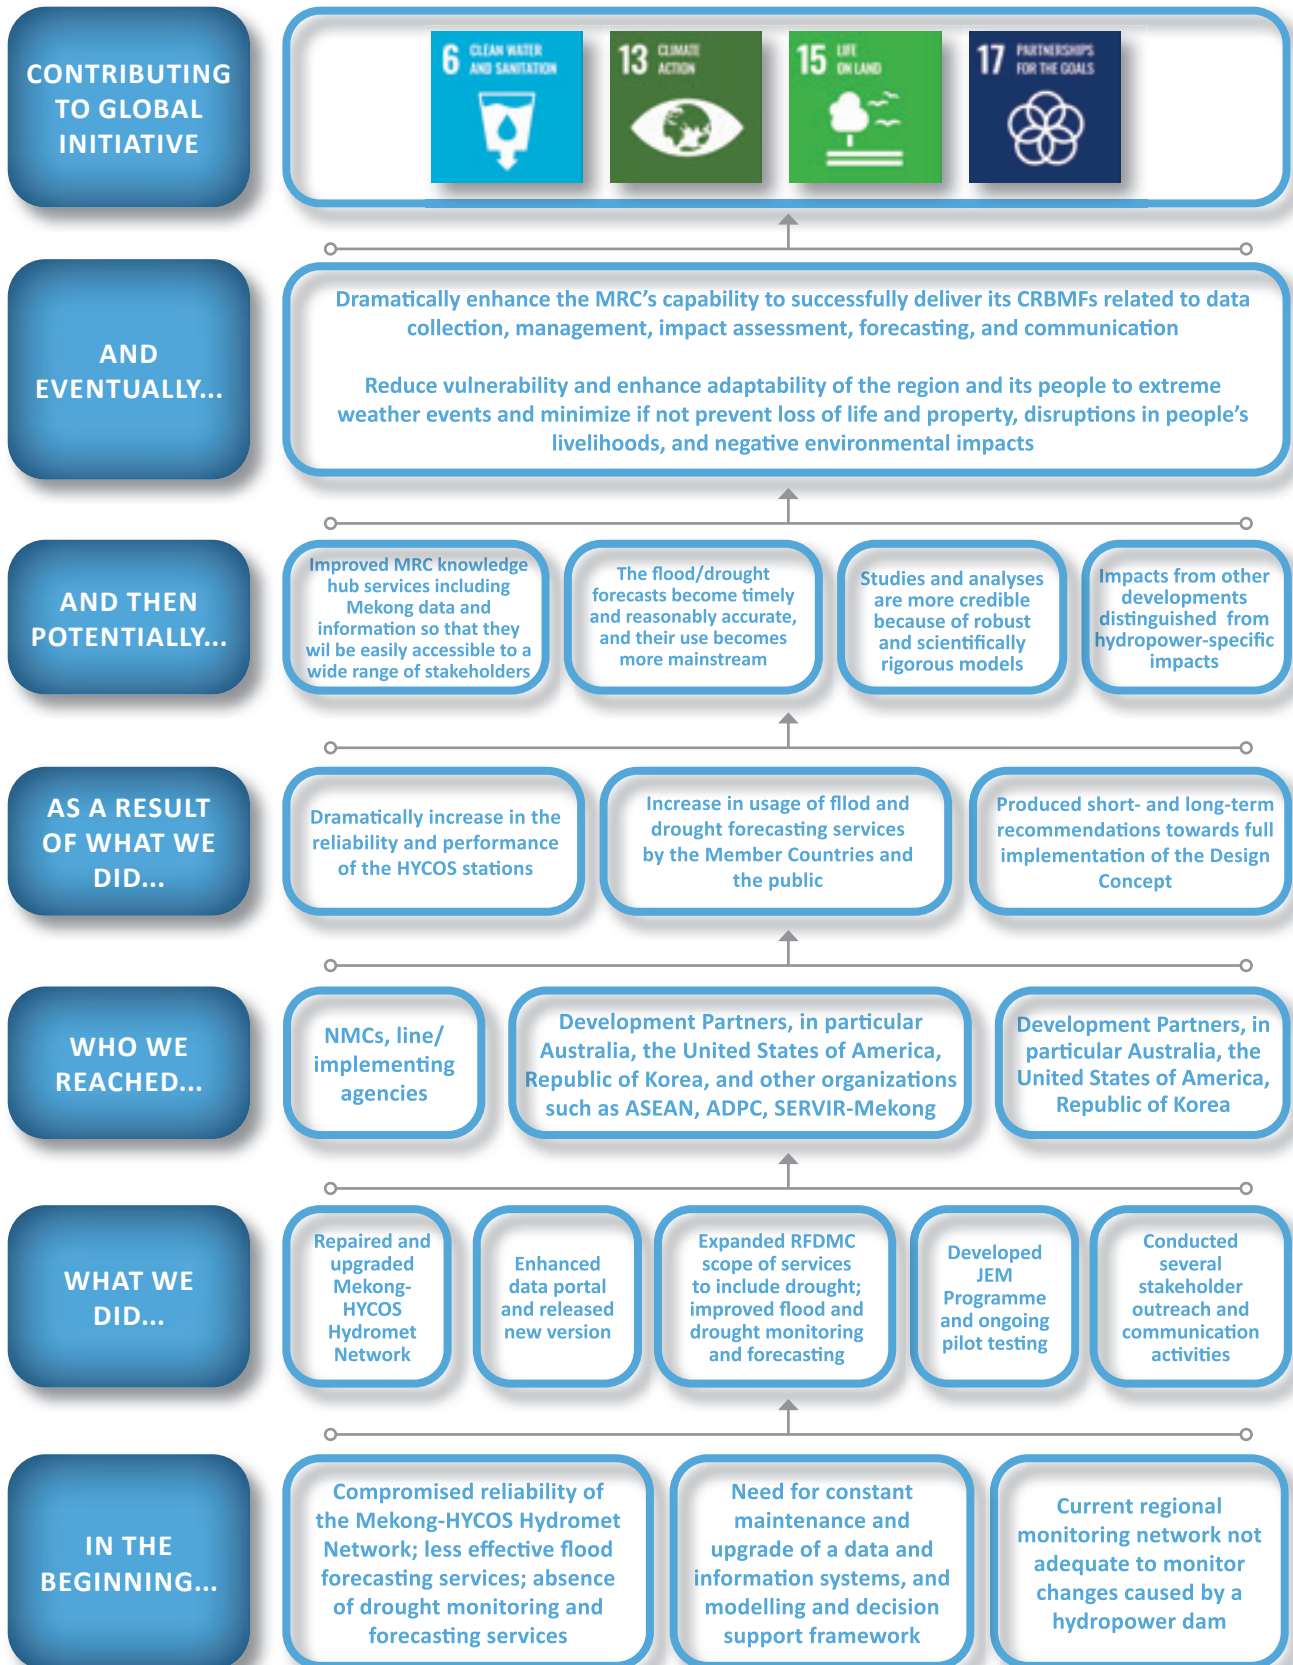 CONTRIBUTING
TO GLOBAL
INITIATIVE
6 CLEAN WATER
AND SANITATION
13 CLIMATE
ACTION
15 LIFE
ON LAND
17 PARTNERSHIPS
FOR THE GOALS
AND
EVENTUALLY...
Dramatically enhance the MRC's capability to successfully deliver its CRBMFs related to data
collection, management, impact assessment, forecasting, and communication
Reduce vulnerability and enhance adaptability of the region and its people to extreme
weather events and minimize if not prevent loss of life and property, disruptions in people's
livelihoods, and negative environmental impacts
AND THEN
POTENTIALLY...
Improved MRC knowledge
hub services including
Mekong data and
information so that they
wil be easily accessible to a
wide range of stakeholders
The flood/drought
forecasts become timely
and reasonably accurate,
and their use becomes
more mainstream
Studies and analyses
are more credible
because of robust
and scientifically
rigorous models
Impacts from other
developments
distinguished from
hydropower-specific
impacts
AS A RESULT
OF WHAT WE
DID...
Dramatically increase in the
reliability and performance
of the HYCOS stations
Increase in usage of fllod and
drought forecasting services
by the Member Countries and
the public
Produced short- and long-term
recommendations towards full
implementation of the Design
Concept
WHO WE
REACHED...
NMCs, line/
implementing
agencies
Development Partners, in particular
Australia, the United States of America,
Republic of Korea, and other organizations
such as ASEAN, ADPC, SERVIR-Mekong
Development Partners, in
particular Australia, the
United States of America,
Republic of Korea
WHAT WE
DID...
Repaired and
upgraded
Mekong-
HYCOS
Hydromet
Network
Enhanced
data portal
and released
new version
Expanded RFDMC
scope of services
to include drought;
improved flood and
drought monitoring
and forecasting
Developed
JEM
Programme
and ongoing
pilot testing
Conducted
several
stakeholder
outreach and
communication
activities
IN THE
BEGINNING...
Compromised reliability of
the Mekong-HYCOS Hydromet
Network; less effective flood
forecasting services; absence
of drought monitoring and
forecasting services
Need for constant
maintenance and
upgrade of a data and
information systems, and
modelling and decision
support framework
Current regional
monitoring network not
adequate to monitor
changes caused by a
hydropower dam